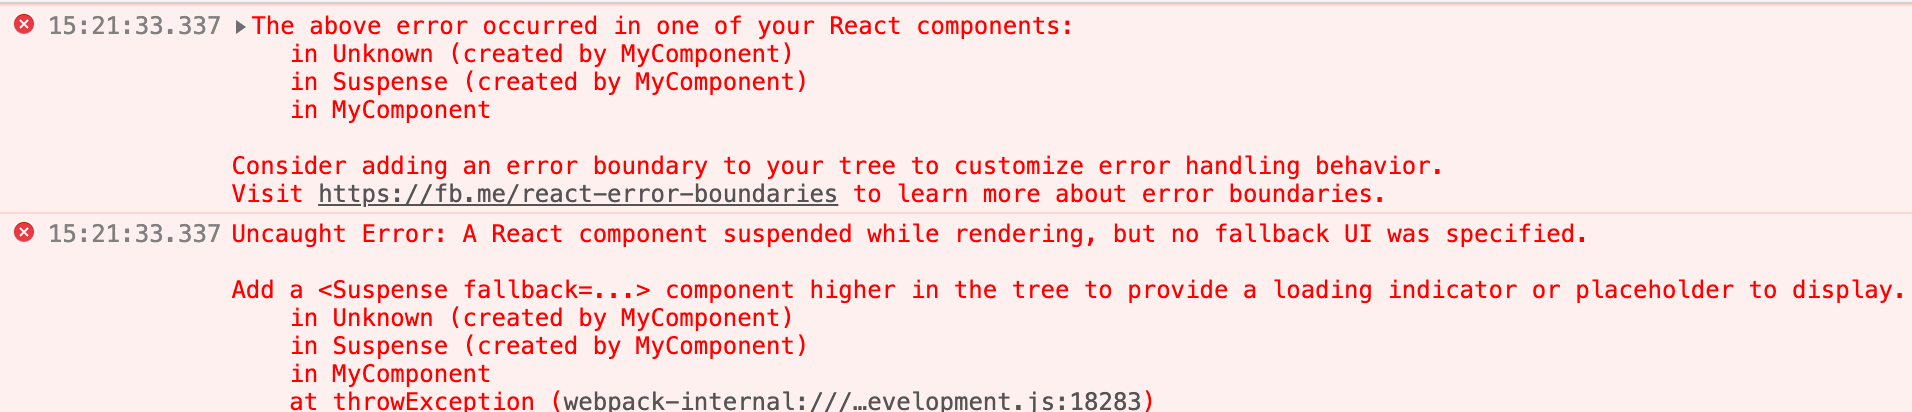 15:21:33.337 ▶The above error occurred in one of your React components:
in Unknown (created by MyComponent)
in Suspense (created by MyComponent)
in MyComponent
Consider adding an error boundary to your tree to customize error handling behavior.
Visit https://fb.me/react-error-boundaries to learn more about error boundaries.
15:21:33.337 Uncaught Error: A React component suspended while rendering, but no fallback UI was specified.
Add a <Suspense fallback=...> component higher in the tree to provide a loading indicator or placeholder to display.
in Unknown (created by MyComponent)
in Suspense (created by MyComponent)
in MyComponent
at throwException (webpack-internal:///…evelopment.js:18283)